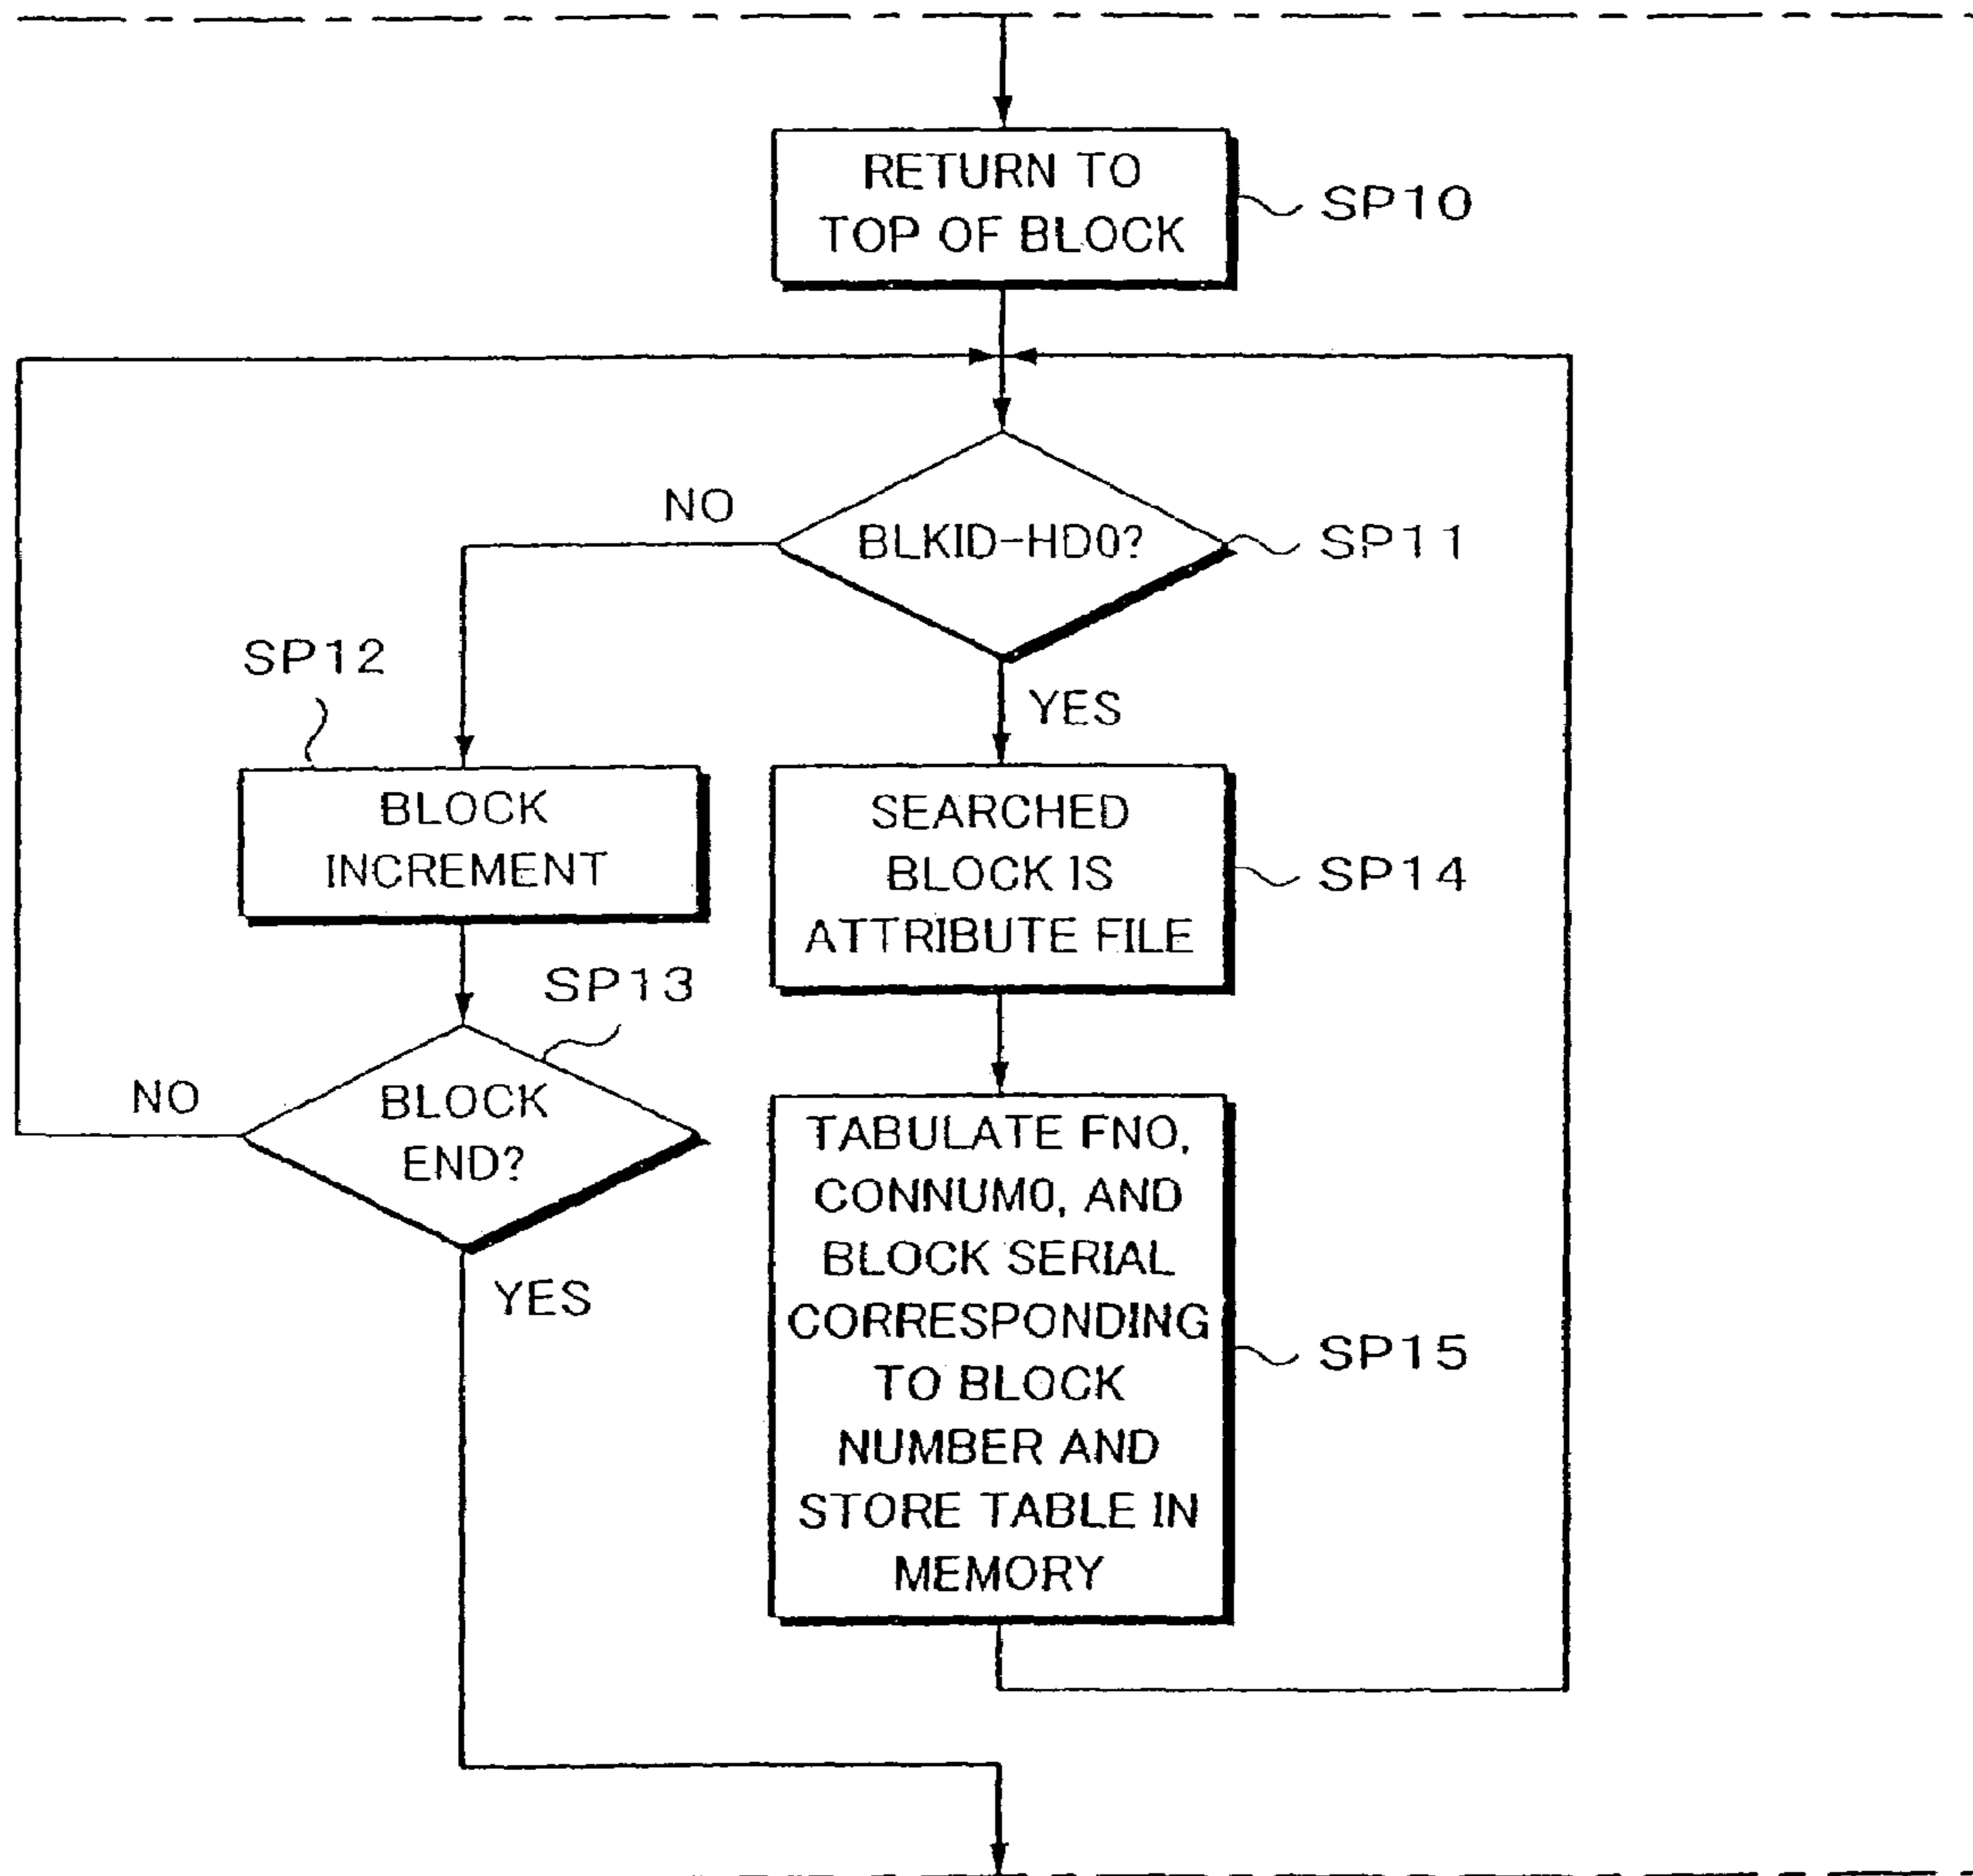 RETURN TO
TOP OF BLOCK
SP10
NO
BLKID-HD0?
SP11
YES
SP12
BLOCK
INCREMENT
SEARCHED
BLOCK IS
ATTRIBUTE FILE
SP14
SP13
NO
BLOCK
END?
YES
TABULATE FNO,
CONNUM0, AND
BLOCK SERIAL
CORRESPONDING
TO BLOCK
NUMBER AND
STORE TABLE IN
MEMORY
SP15